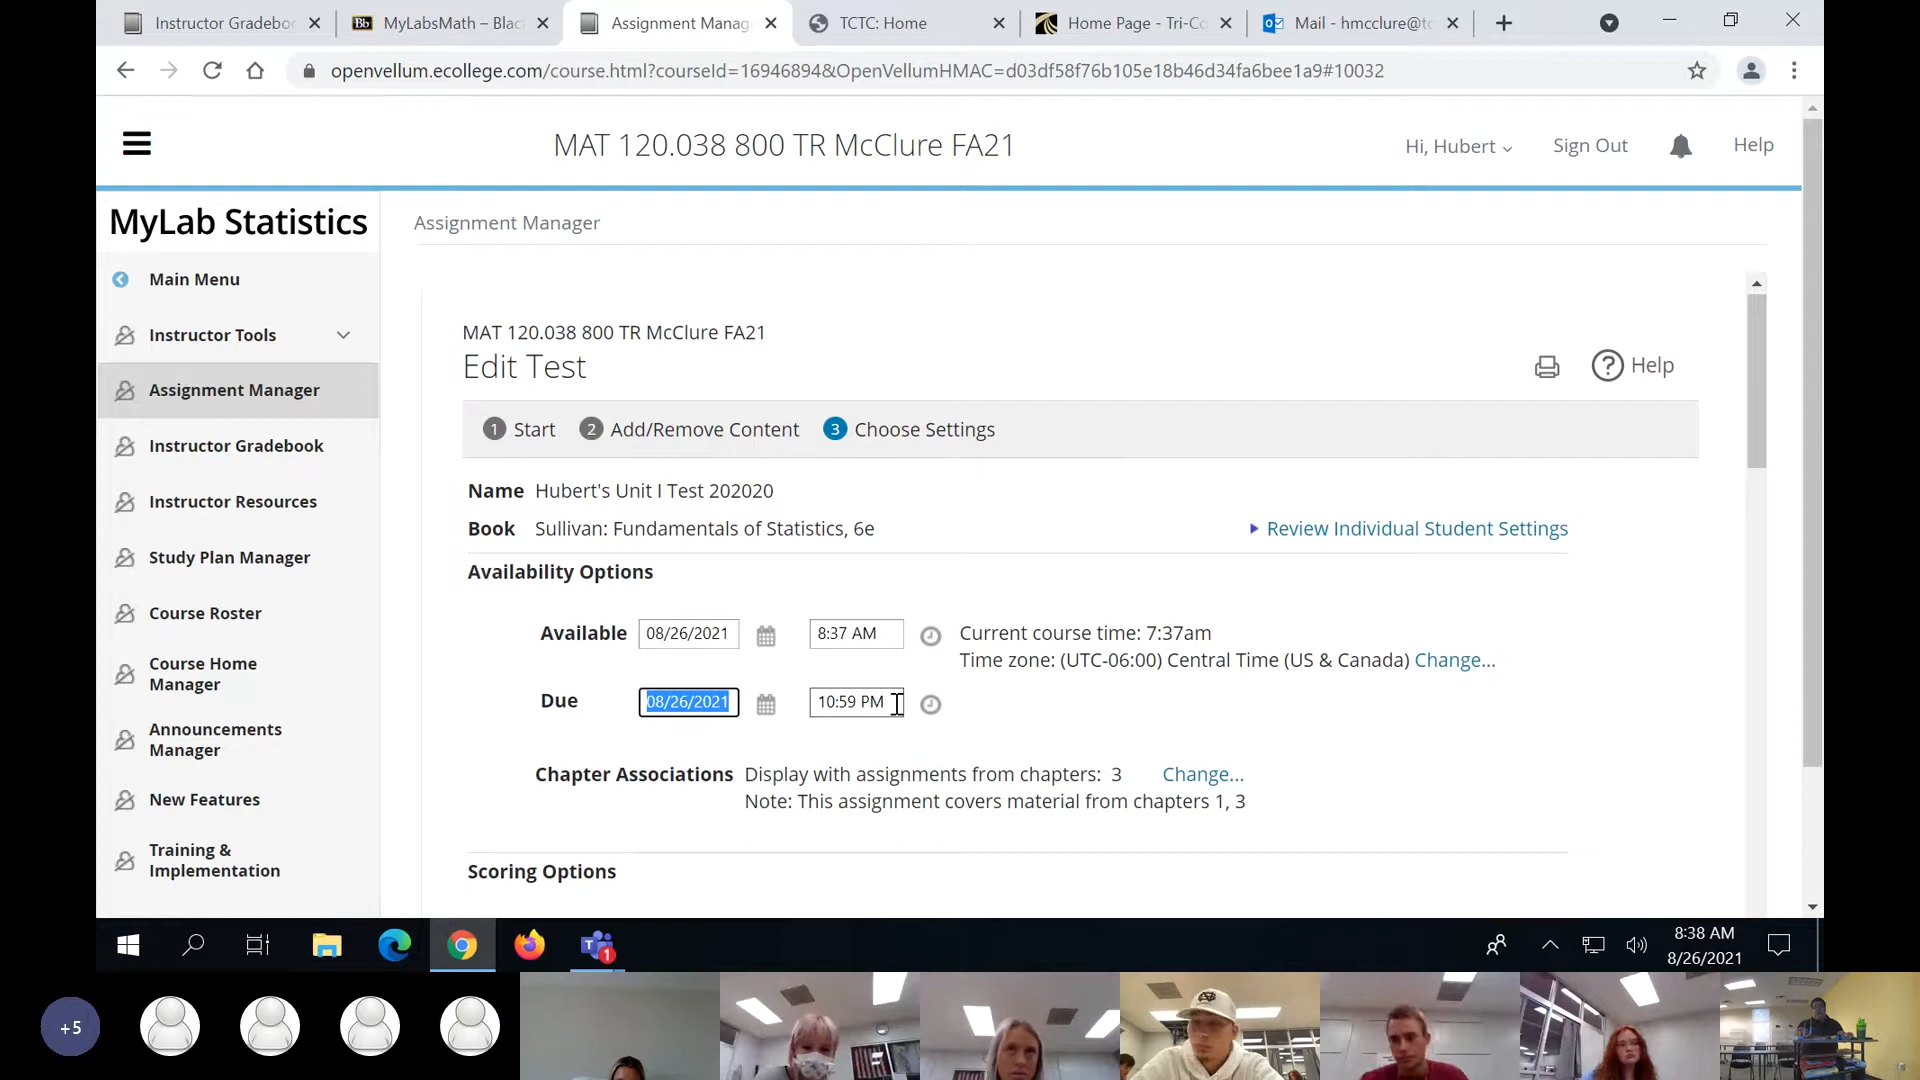 Instructor Gradeboo
MyLabsMath – Blac
Assignment Manag
TCTC: Home
Home Page - Tri-Co
Mail - hmcclure@tc
openvellum.ecollege.com/course.html?courseId=16946894&OpenVellumHMAC=d03df58f76b105e18b46d34fa6bee1a9#10032
MAT 120.038 800 TR McClure FA21
Hi, Hubert
Sign Out
Help
MyLab Statistics
Main Menu
Instructor Tools
Assignment Manager
Instructor Gradebook
Instructor Resources
Study Plan Manager
Course Roster
Course Home
Manager
Announcements
Manager
New Features
Training &
Implementation
Assignment Manager
MAT 120.038 800 TR McClure FA21
Edit Test
Help
1 Start 2 Add/Remove Content 3 Choose Settings
Name Hubert's Unit I Test 202020
Book Sullivan: Fundamentals of Statistics, 6e
Review Individual Student Settings
Availability Options
Available 08/26/2021 8:37 AM Current course time: 7:37am
Time zone: (UTC-06:00) Central Time (US & Canada) Change...
Due 08/26/2021 10:59 PM
Chapter Associations Display with assignments from chapters: 3 Change...
Note: This assignment covers material from chapters 1, 3
Scoring Options
8:38 AM
8/26/2021
+5